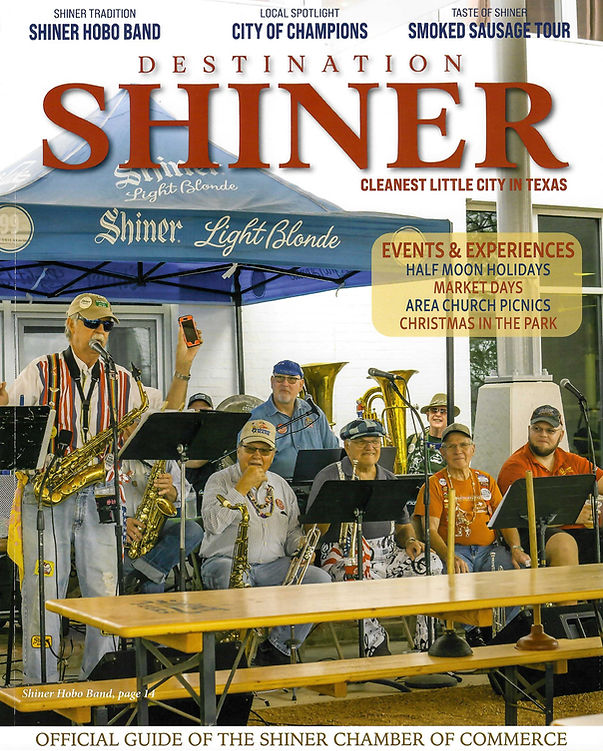 SHINER TRADITION
SHINER HOBO BAND
LOCAL SPOTLIGHT
CITY OF CHAMPIONS
TASTE OF SHINER
SMOKED SAUSAGE TOUR
DESTINATION
SHINER
CLEANEST LITTLE CITY IN TEXAS
Shiner
Light Blonde
99
Shiner Light Blonde
EVENTS & EXPERIENCES
HALF MOON HOLIDAYS
MARKET DAYS
AREA CHURCH PICNICS
CHRISTMAS IN THE PARK
Shiner Hobo Band, page 14
OFFICIAL GUIDE OF THE SHINER CHAMBER OF COMMERCE